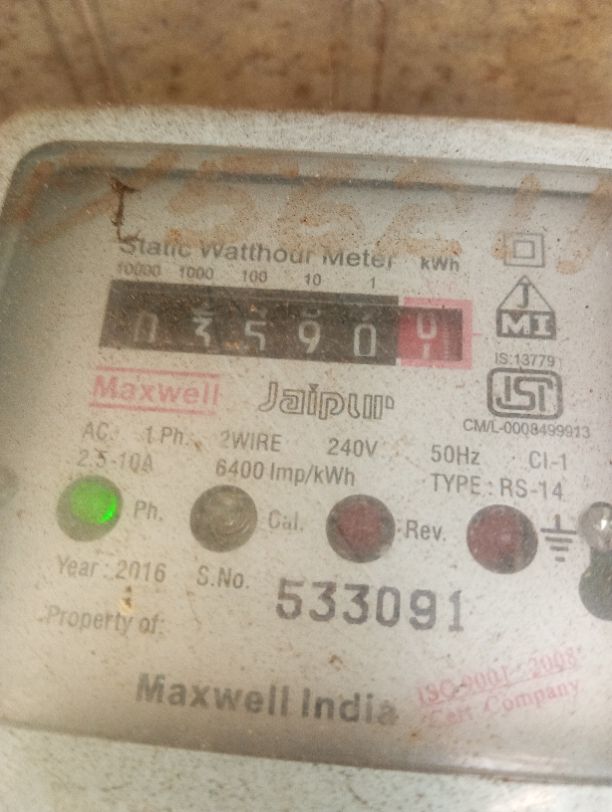 Static Watthour Meter kWh
10000 1000 100 10 1
0 3 5 9 0
JMI
IS:13779
Maxwell Jaipur
CM/L-0008499913
AC. 1 Ph. 2WIRE 240V 50Hz Cl-1
2.5-10A 6400 Imp/kWh TYPE : RS-14
Ph. Cal. Rev.
Year : 2016 S.No. 533091
Property of:
Maxwell India
ISO 9001 : 2008
Cert Company